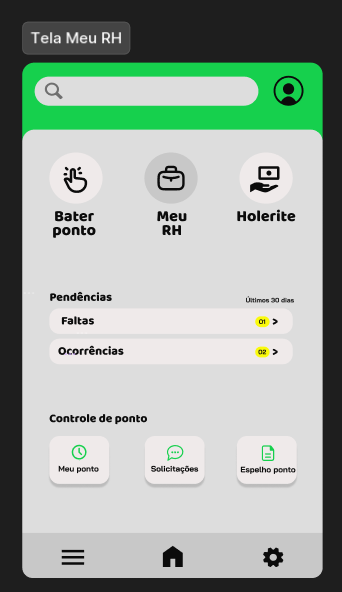 Tela Meu RH
Bater
ponto
Meu
RH
Holerite
Pendências
Últimos 30 dias
Faltas
01 >
Ocorrências
02 >
Controle de ponto
Meu ponto
Solicitações
Espelho ponto